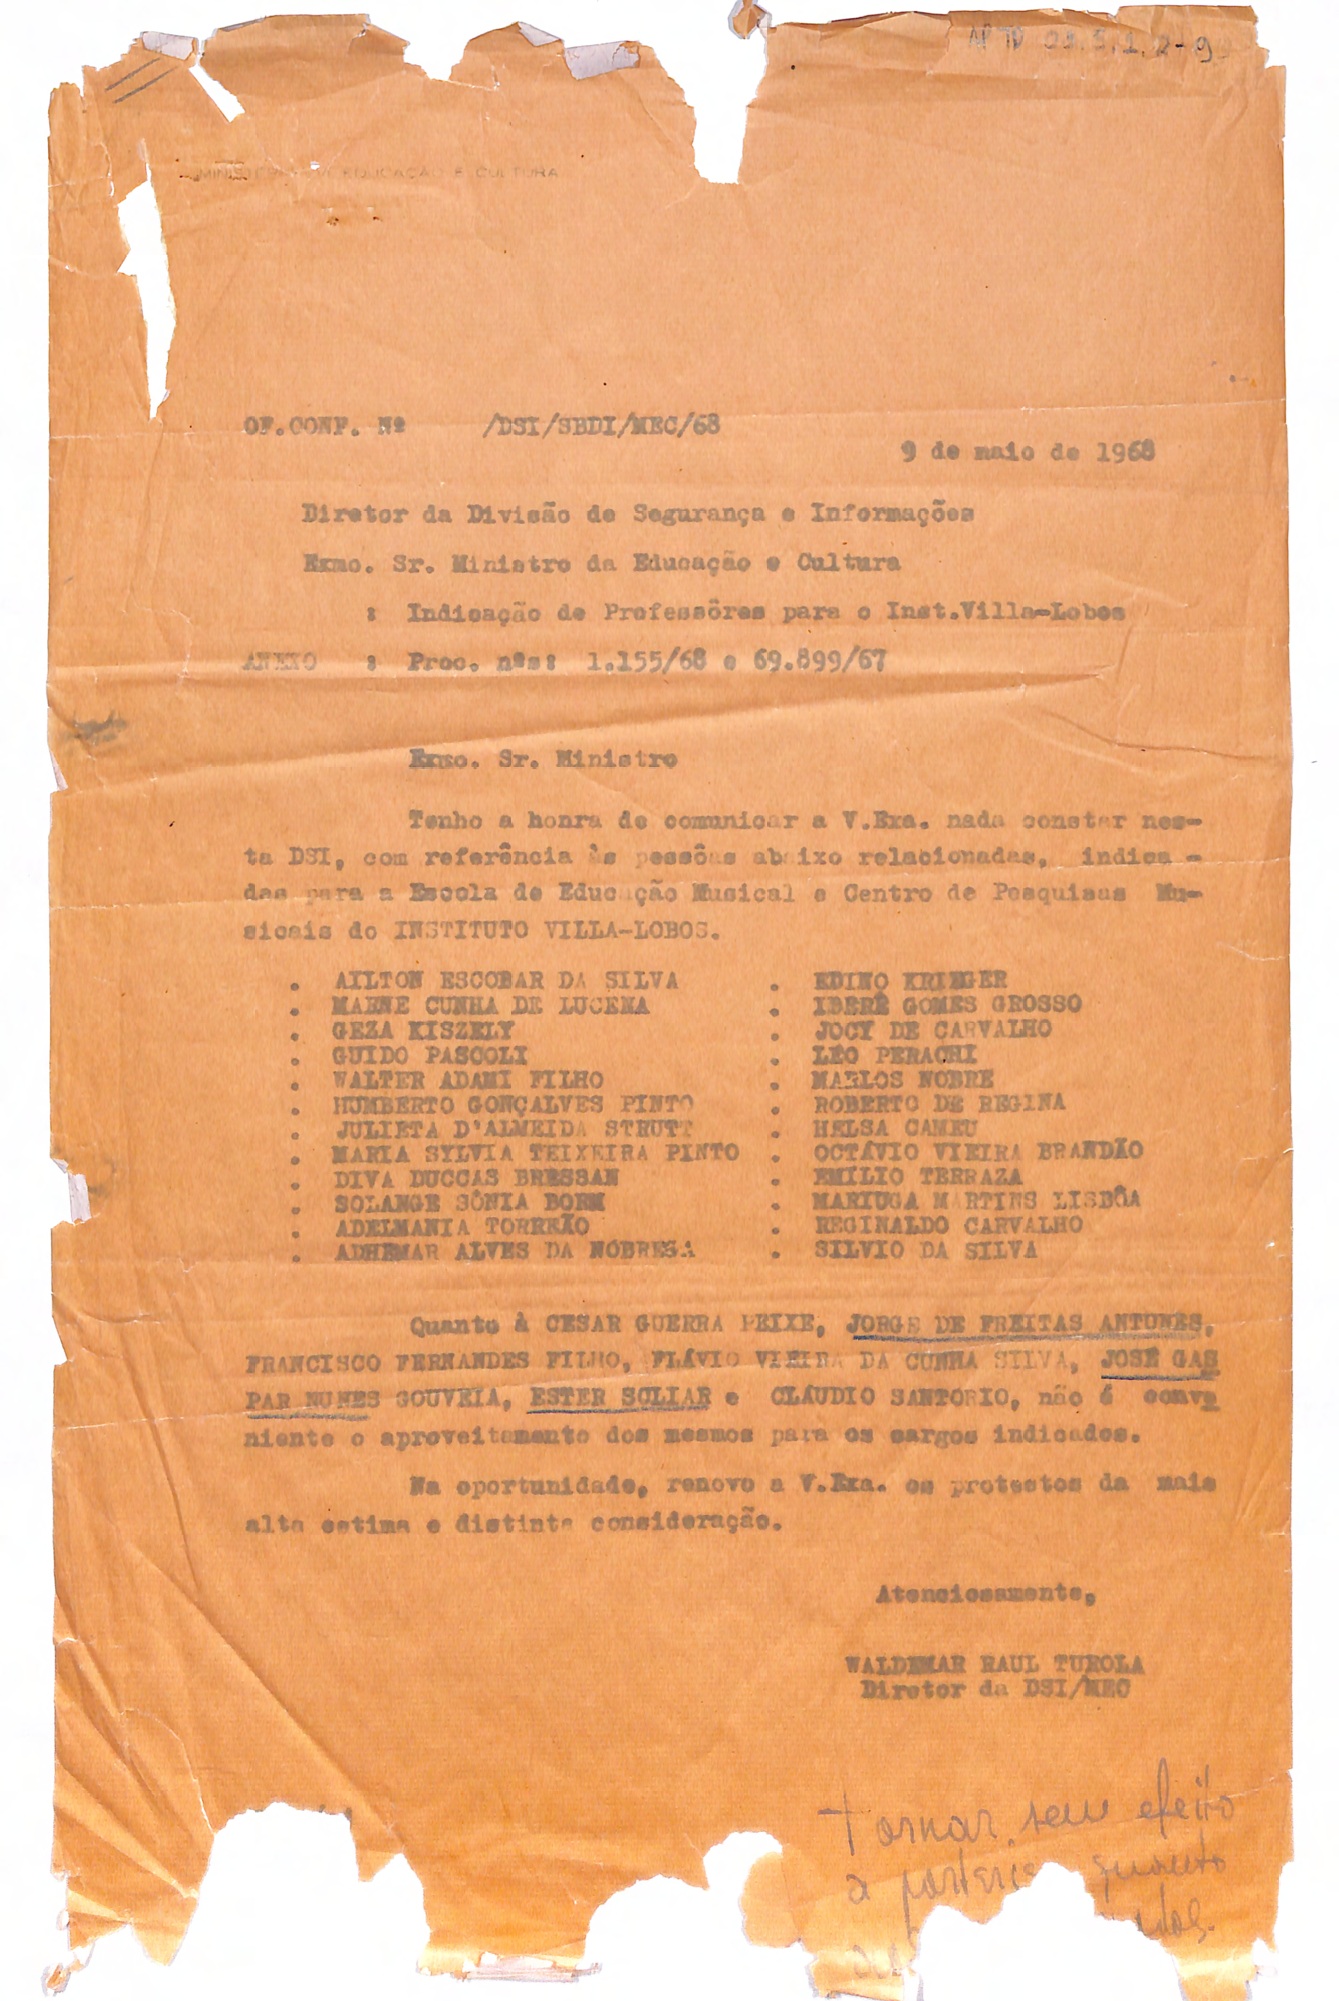 MINISTÉRIO DA EDUCAÇÃO E CULTURA
OF.CONF. Nº /DSI/SBDI/MEC/68
9 de maio de 1968
Diretor da Divisão de Segurança e Informações
Exmo. Sr. Ministro da Educação e Cultura
: Indicação de Professôres para o Inst.Villa-Lobos
ANEXO : Proc. nºs: 1.155/68 e 69.899/67
Exmo. Sr. Ministro
Tenho a honra de comunicar a V.Exa. nada constar nes-
ta DSI, com referência às pessôas abaixo relacionadas, indica -
das para a Escola de Educação Musical e Centro de Pesquisas Mu-
sicais do INSTITUTO VILLA-LOBOS.
. AILTON ESCOBAR DA SILVA . EDINO KRIEGER
. MAENE CUNHA DE LUCENA . IBERÊ GOMES GROSSO
. GEZA KISZELY . JOCY DE CARVALHO
. GUIDO PASCOLI . LÉO PERACHI
. WALTER ADAMI FILHO . MARLOS NOBRE
. HUMBERTO GONÇALVES PINTO . ROBERTO DE REGINA
. JULIETA D'ALMEIDA STRUTT . HELSA CAMEU
. MARIA SYLVIA TEIXEIRA PINTO . OCTÁVIO VIEIRA BRANDÃO
. DIVA DUCCAS BRESSAN . EMÍLIO TERRAZA
. SOLANGE SÔNIA BORM . MARIUGA MARTINS LISBÔA
. ADELMANIA TORREÃO . REGINALDO CARVALHO
. ADHEMAR ALVES DA NÓBREGA . SILVIO DA SILVA
Quanto à CESAR GUERRA PEIXE, JORGE DE FREITAS ANTUNES,
FRANCISCO FERNANDES FILHO, FLÁVIO VIEIRA DA CUNHA SILVA, JOSÉ GAS
PAR NUNES GOUVEIA, ESTER SCLIAR e CLÁUDIO SANTORIO, não é conve
niente o aproveitamento dos mesmos para os cargos indicados.
Na oportunidade, renovo a V.Exa. os protestos da mais
alta estima e distinta consideração.
Atenciosamente,
WALDEMAR RAUL TUROLA
Diretor da DSI/MEC
Tornar sem efeito
a quanto